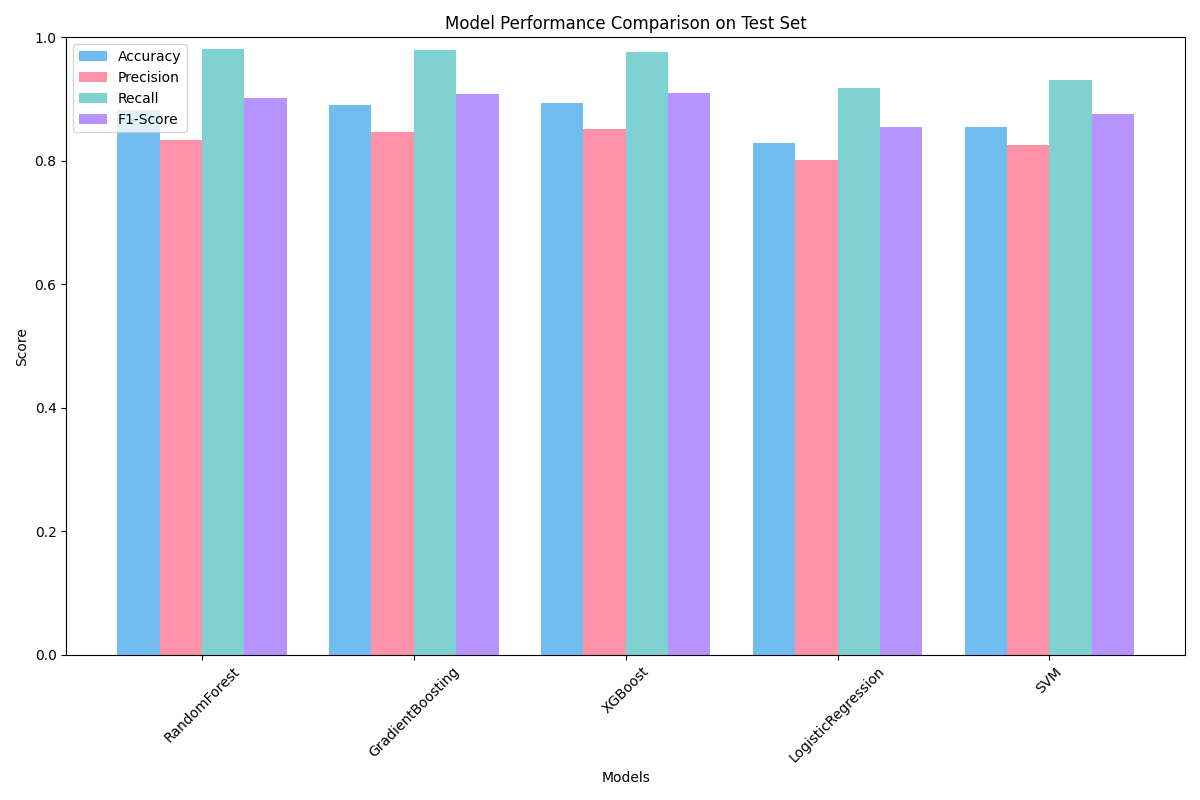 Model Performance Comparison on Test Set
1.0
0.8
0.6
0.4
0.2
0.0
Score
Accuracy
Precision
Recall
F1-Score
RandomForest
GradientBoosting
XGBoost
LogisticRegression
SVM
Models